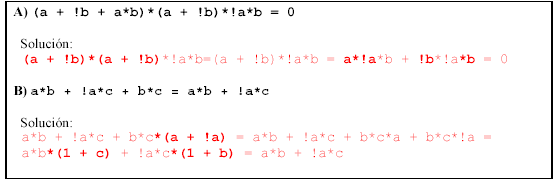 A) (a + !b + a*b)*(a + !b)*!a*b = 0
Solución:
(a + !b)*(a + !b)*!a*b=(a + !b)*!a*b = a*!a*b + !b*!a*b = 0
B) a*b + !a*c + b*c = a*b + !a*c
Solución:
a*b + !a*c + b*c*(a + !a) = a*b + !a*c + b*c*a + b*c*!a =
a*b*(1 + c) + !a*c*(1 + b) = a*b + !a*c